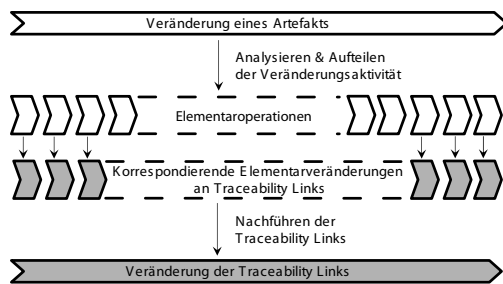 Veränderung eines Artefakts
Analysieren & Aufteilen
der Veränderungsaktivität
Elementaroperationen
Korrespondierende Elementarveränderungen
an Traceability Links
Nachführen der
Traceability Links
Veränderung der Traceability Links